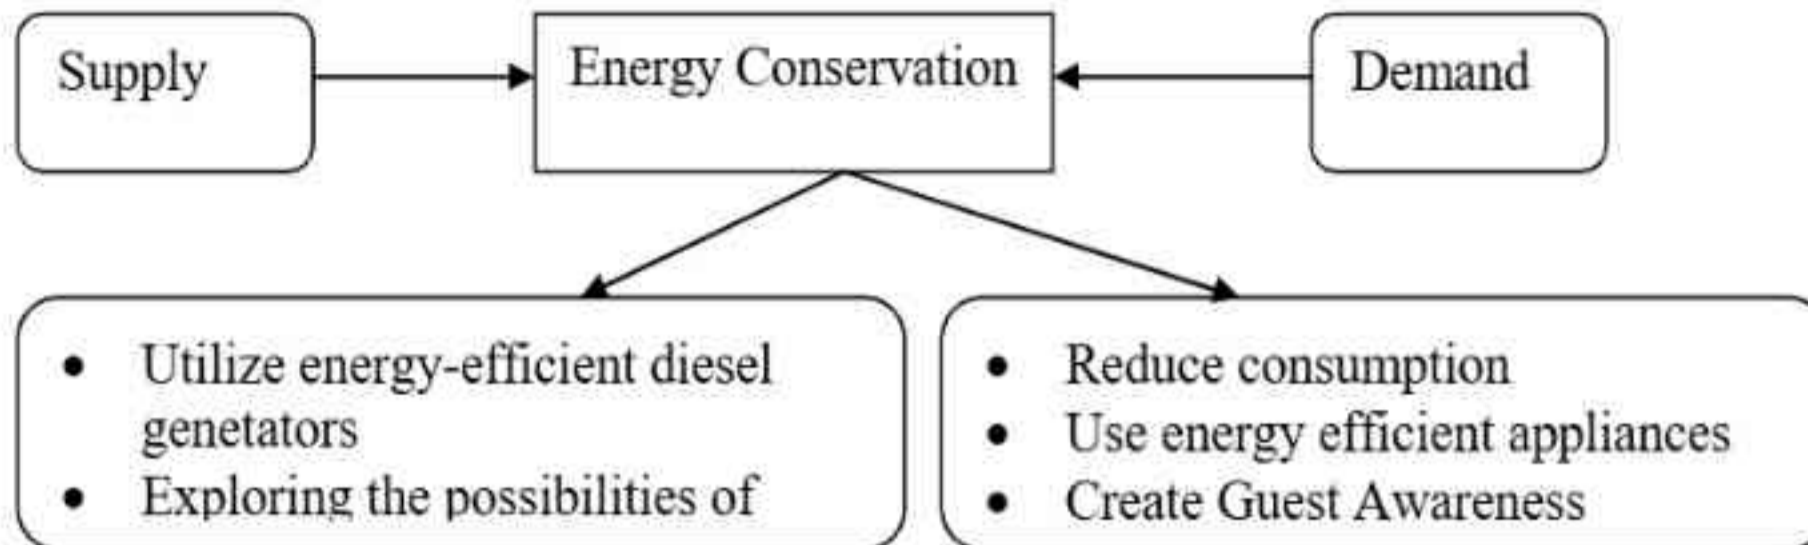 Supply
Energy Conservation
Demand
• Utilize energy-efficient diesel
genetators
• Exploring the possibilities of
• Reduce consumption
• Use energy efficient appliances
• Create Guest Awareness